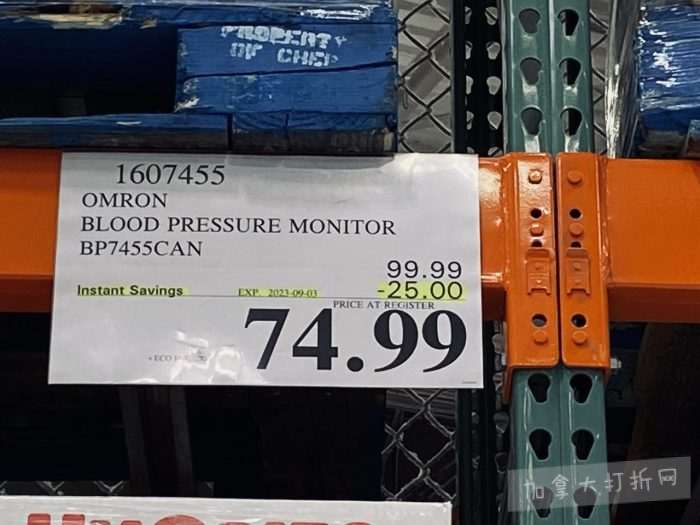 PROPERTY
OF CHEP
1607455
OMRON
BLOOD PRESSURE MONITOR
BP7455CAN
99.99
Instant Savings EXP. 2023-09-03 -25.00
PRICE AT REGISTER
74.99
加拿大打折网